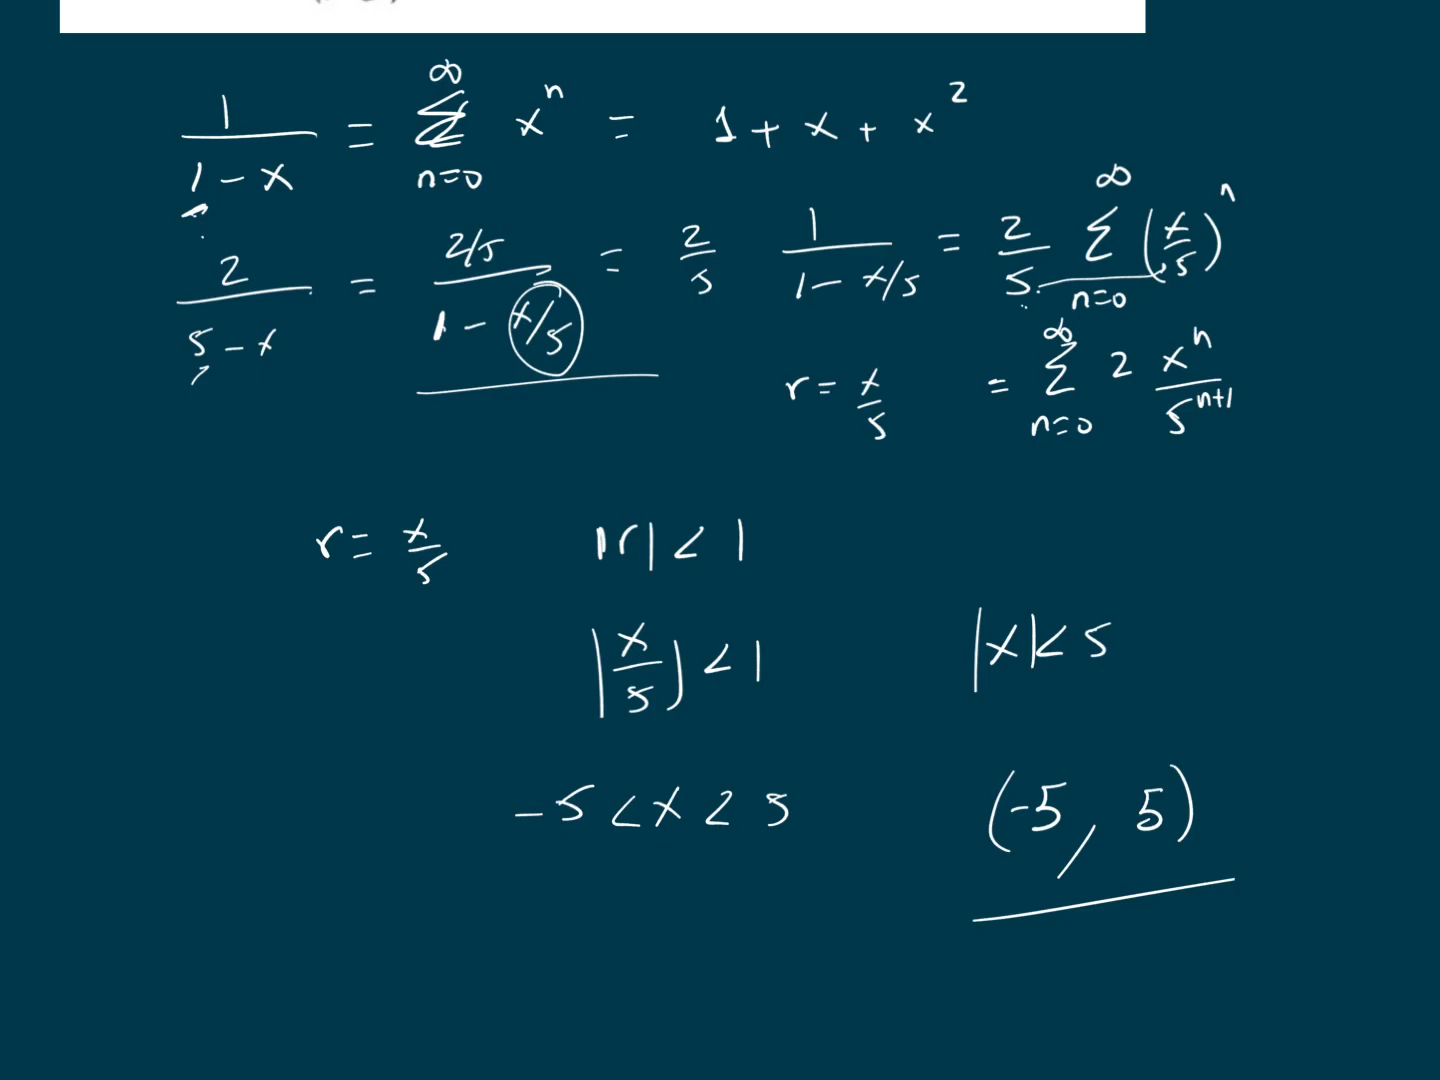 1/(1 - x) = ∞ Σ n=0 x^n = 1 + x + x^2
2/(5 - x) = (2/5)/(1 - x/5) = 2/5 1/(1 - x/5) = 2/5 ∞ Σ n=0 (x/5)^n
r = x/5 = ∞ Σ n=0 2 x^n/5^(n+1)
r = x/5 |r| < 1
|x/5| < 1 |x| < 5
-5 < x < 5 (-5, 5)